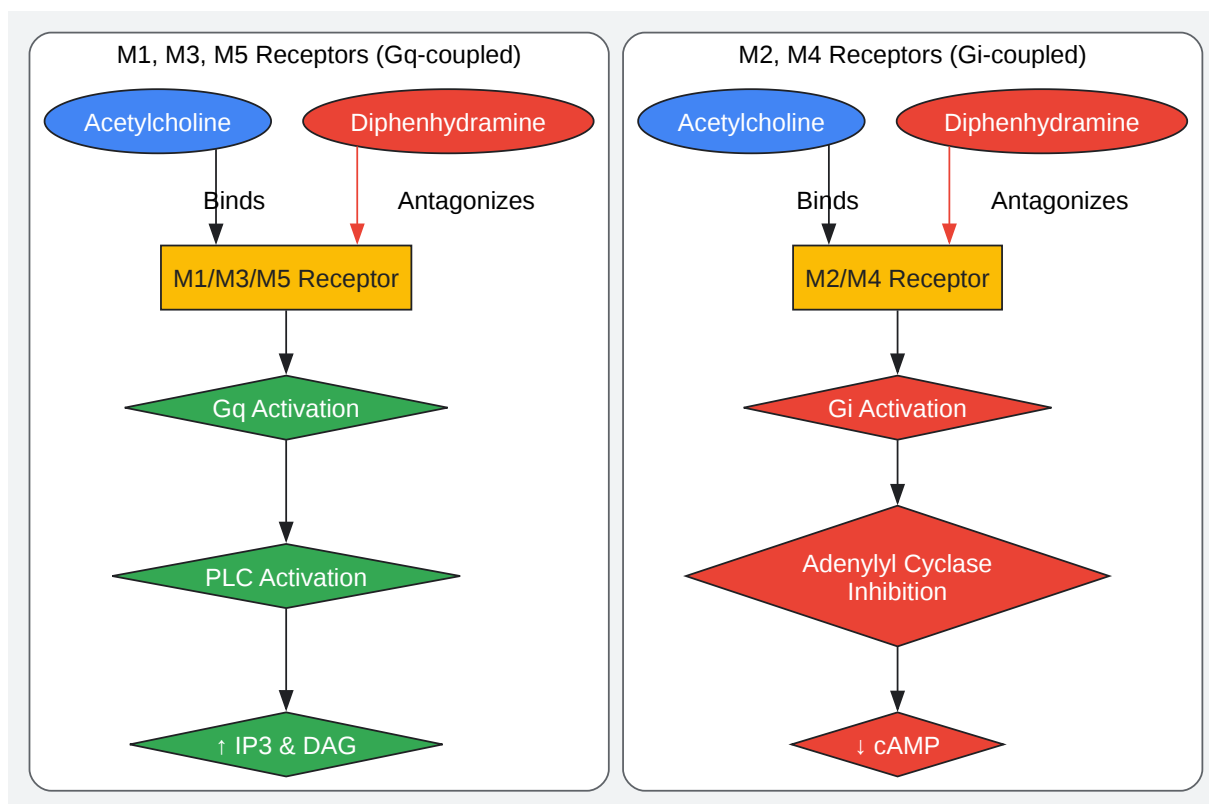 M1, M3, M5 Receptors (Gq-coupled)
Acetylcholine
Diphenhydramine
Binds
Antagonizes
M1/M3/M5 Receptor
Gq Activation
PLC Activation
↑ IP3 & DAG
M2, M4 Receptors (Gi-coupled)
Acetylcholine
Diphenhydramine
Binds
Antagonizes
M2/M4 Receptor
Gi Activation
Adenylyl Cyclase
Inhibition
↓ cAMP